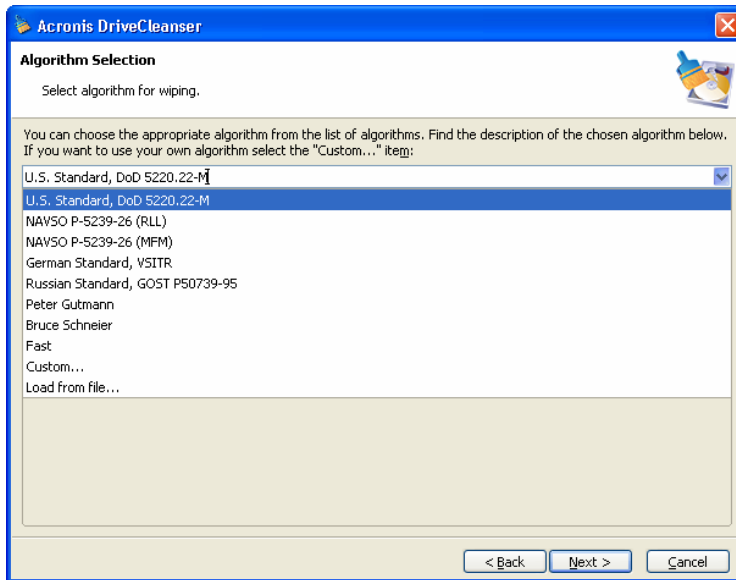 Acronis DriveCleanser
Algorithm Selection
Select algorithm for wiping.
You can choose the appropriate algorithm from the list of algorithms. Find the description of the chosen algorithm below.
If you want to use your own algorithm select the "Custom..." item:
U.S. Standard, DoD 5220.22-M
U.S. Standard, DoD 5220.22-M
NAVSO P-5239-26 (RLL)
NAVSO P-5239-26 (MFM)
German Standard, VSITR
Russian Standard, GOST P50739-95
Peter Gutmann
Bruce Schneier
Fast
Custom...
Load from file...
< Back Next > Cancel